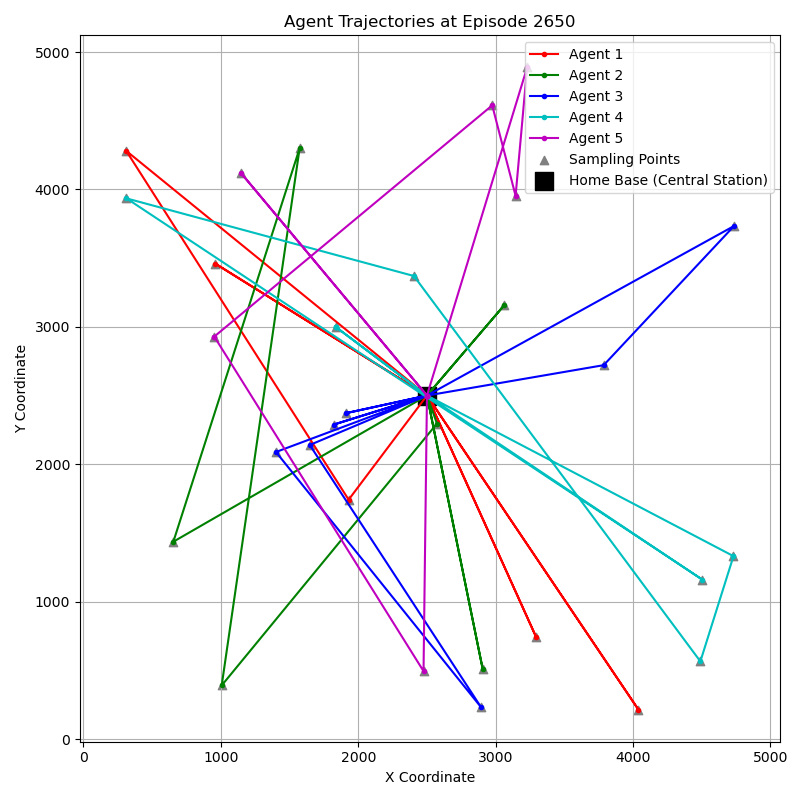 Agent Trajectories at Episode 2650
Agent 1
Agent 2
Agent 3
Agent 4
Agent 5
Sampling Points
Home Base (Central Station)
Y Coordinate
5000
4000
3000
2000
1000
0
0 1000 2000 3000 4000 5000
X Coordinate